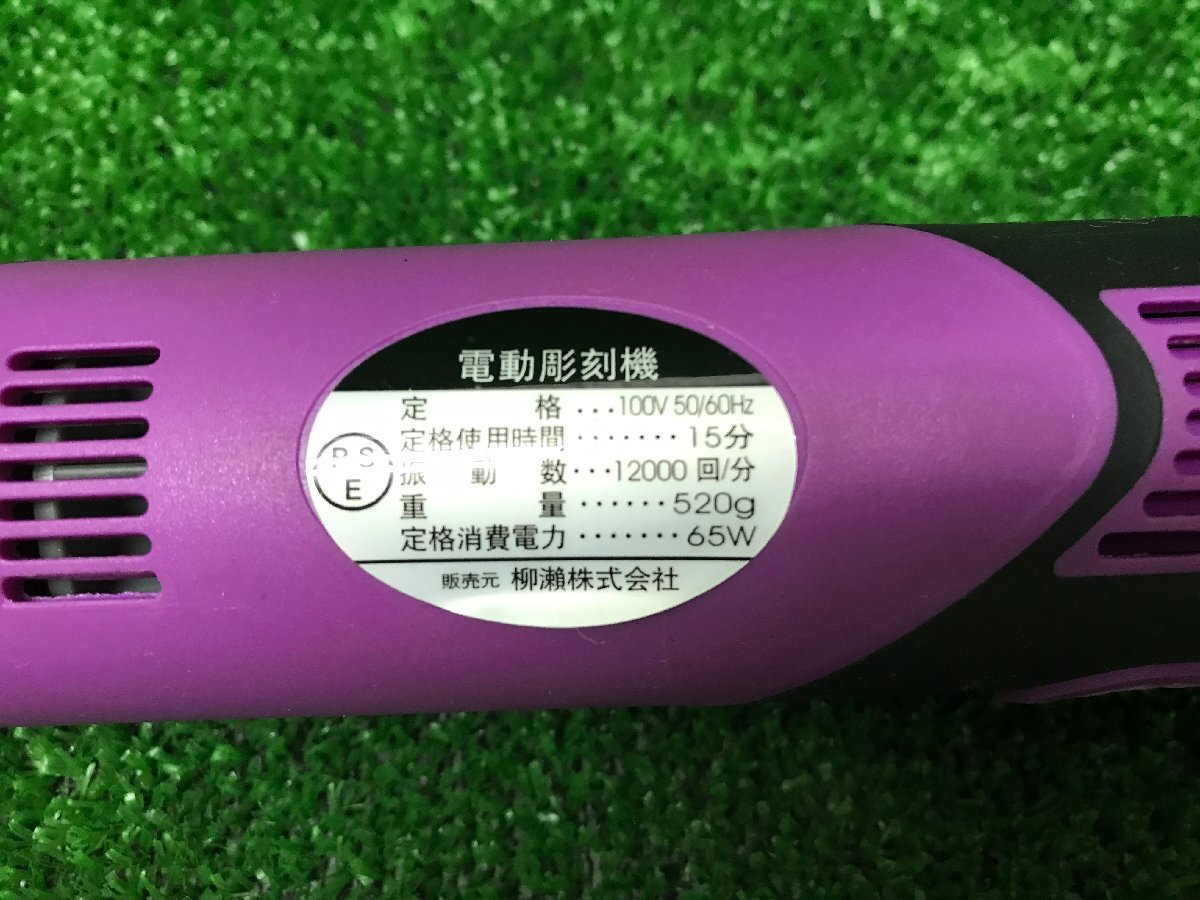 電動彫刻機
定格...100V 50/60Hz
定格使用時間.......15分
振動数...12000 回/分
重量......520g
定格消費電力.......65W
販売元 柳瀬株式会社
PS
E